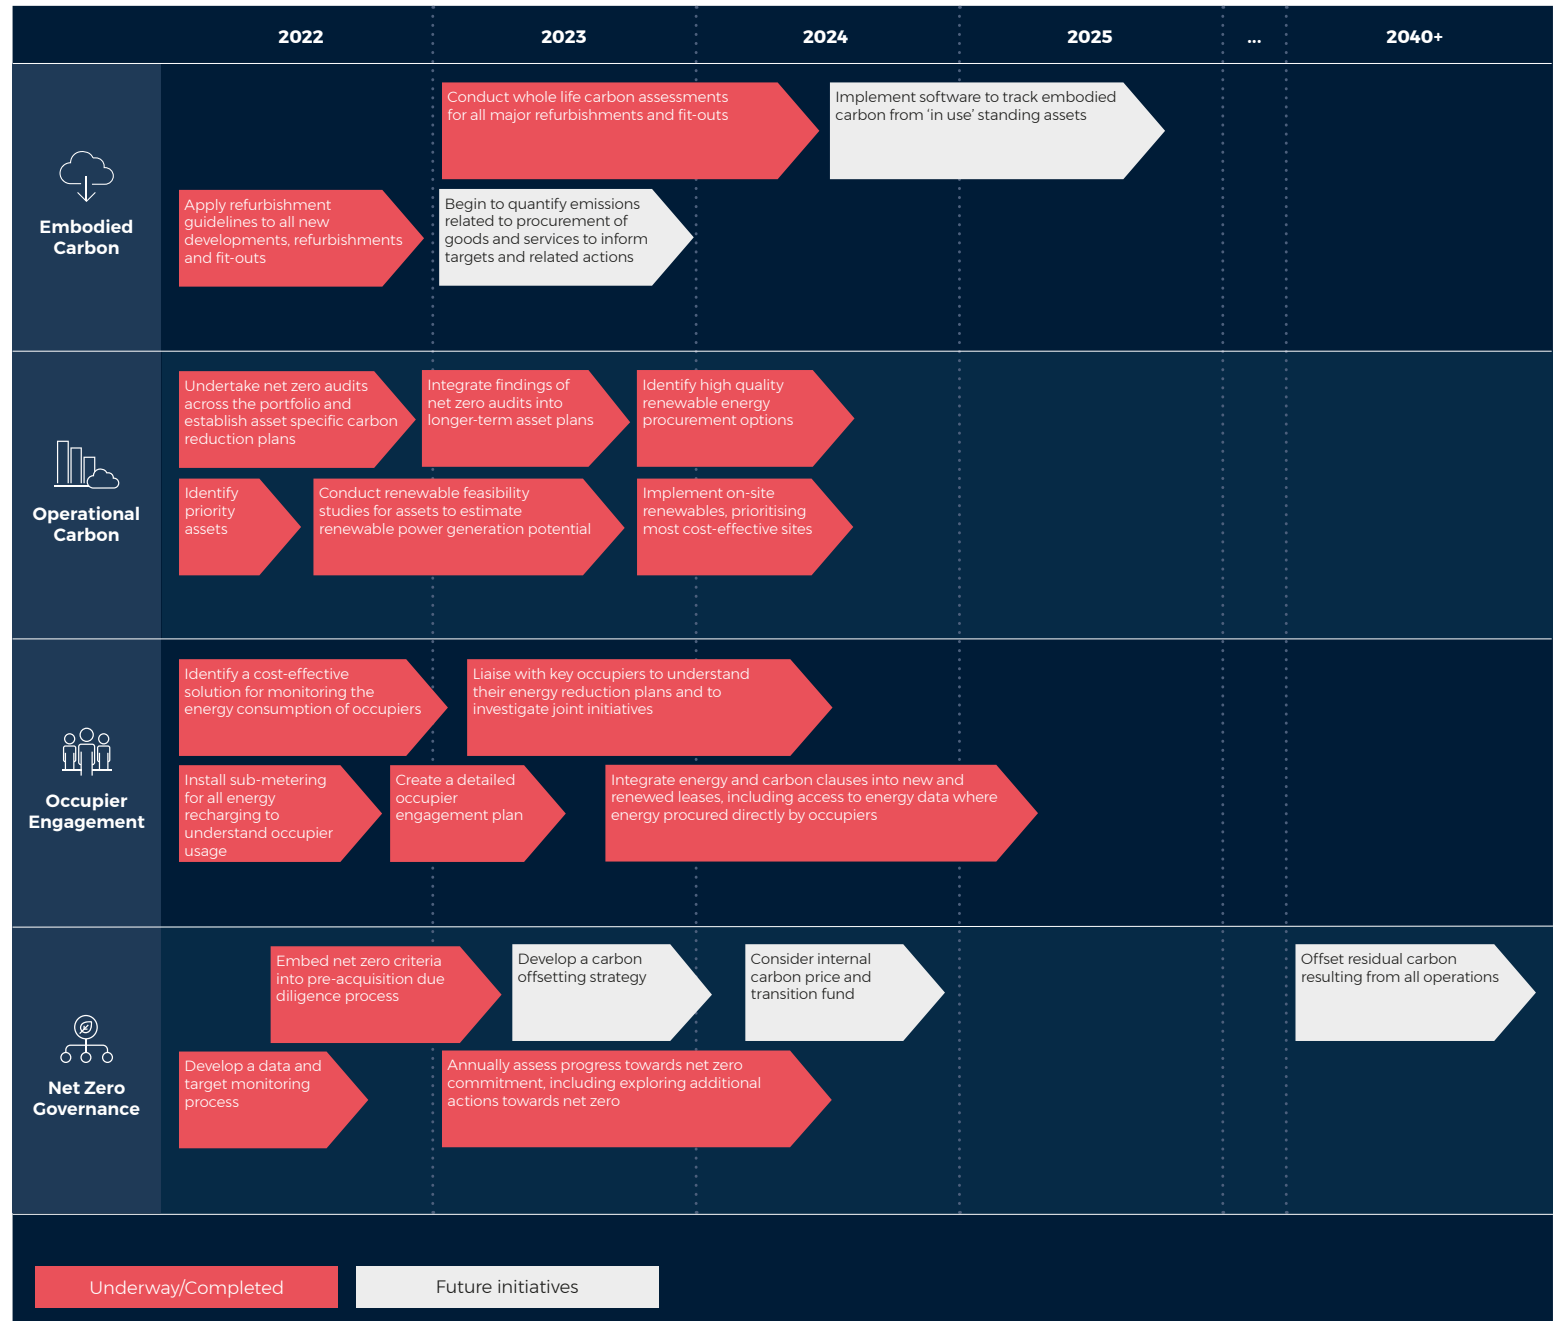 2022
2023
2024
2025
...
2040+
Embodied
Carbon
Conduct whole life carbon assessments
for all major refurbishments and fit-outs
Implement software to track embodied
carbon from ‘in use’ standing assets
Apply refurbishment
guidelines to all new
developments, refurbishments
and fit-outs
Begin to quantify emissions
related to procurement of
goods and services to inform
targets and related actions
Operational
Carbon
Undertake net zero audits
across the portfolio and
establish asset specific carbon
reduction plans
Integrate findings of
net zero audits into
longer-term asset plans
Identify high quality
renewable energy
procurement options
Identify
priority
assets
Conduct renewable feasibility
studies for assets to estimate
renewable power generation potential
Implement on-site
renewables, prioritising
most cost-effective sites
Occupier
Engagement
Identify a cost-effective
solution for monitoring the
energy consumption of occupiers
Liaise with key occupiers to understand
their energy reduction plans and to
investigate joint initiatives
Install sub-metering
for all energy
recharging to
understand occupier
usage
Create a detailed
occupier
engagement plan
Integrate energy and carbon clauses into new and
renewed leases, including access to energy data where
energy procured directly by occupiers
Net Zero
Governance
Embed net zero criteria
into pre-acquisition due
diligence process
Develop a carbon
offsetting strategy
Consider internal
carbon price and
transition fund
Offset residual carbon
resulting from all operations
Develop a data and
target monitoring
process
Annually assess progress towards net zero
commitment, including exploring additional
actions towards net zero
Underway/Completed
Future initiatives